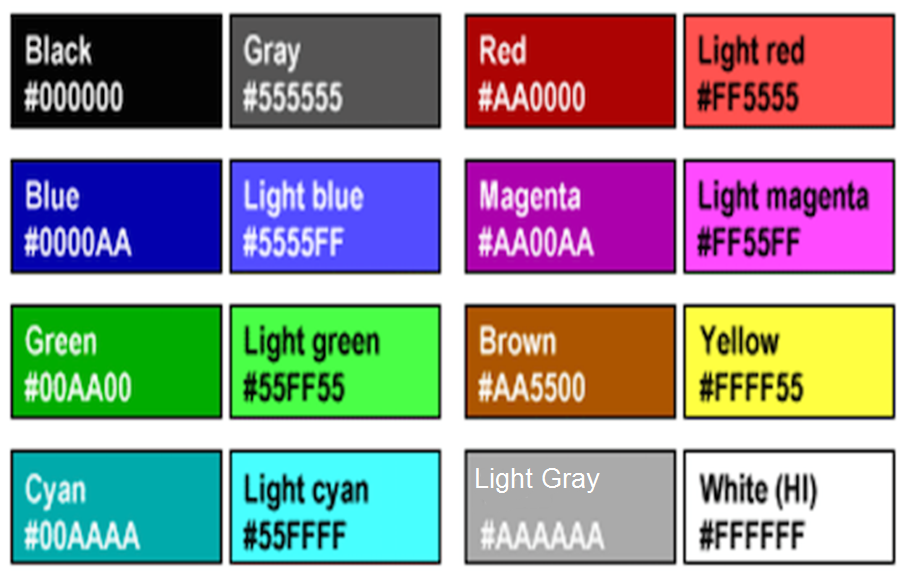 Black
#000000
Gray
#555555
Red
#AA0000
Light red
#FF5555
Blue
#0000AA
Light blue
#5555FF
Magenta
#AA00AA
Light magenta
#FF55FF
Green
#00AA00
Light green
#55FF55
Brown
#AA5500
Yellow
#FFFF55
Cyan
#00AAAA
Light cyan
#55FFFF
Light Gray
#AAAAAA
White (HI)
#FFFFFF